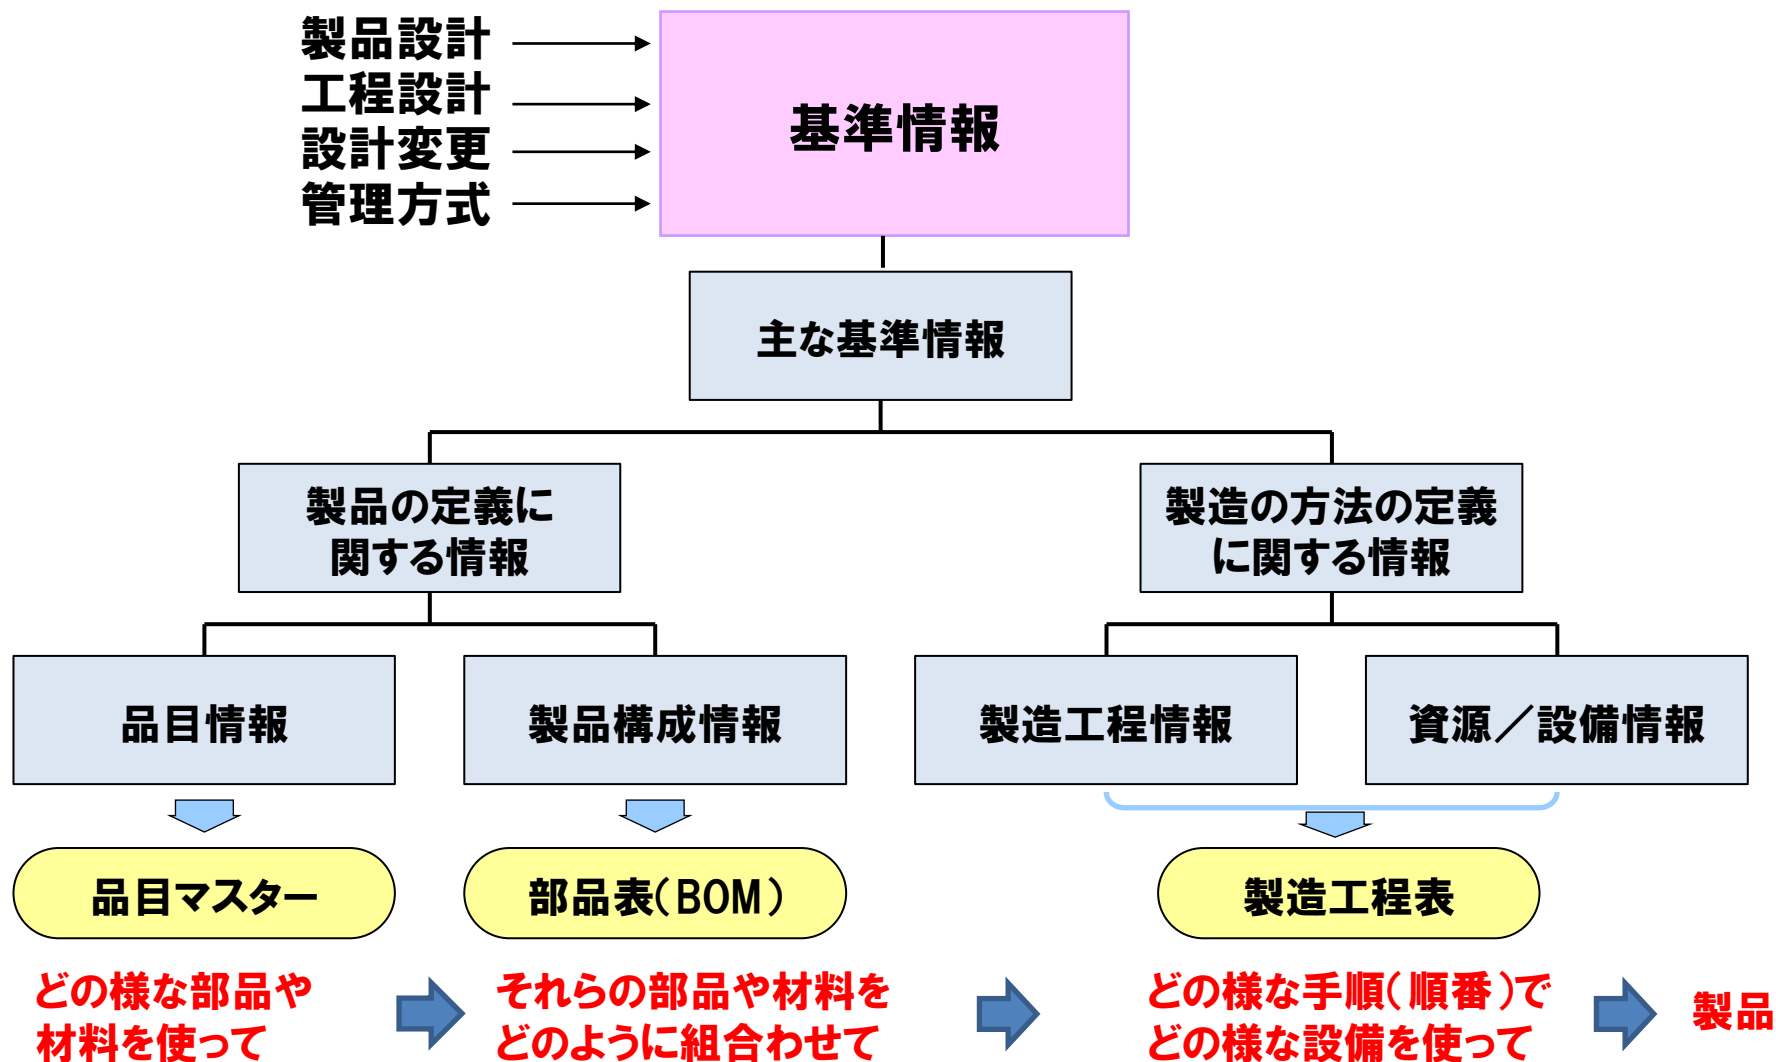 製品設計
工程設計
設計変更
管理方式
基準情報
主な基準情報
製品の定義に
関する情報
製造の方法の定義
に関する情報
品目情報
製品構成情報
製造工程情報
資源／設備情報
品目マスター
部品表(BOM)
製造工程表
どの様な部品や
材料を使って
それらの部品や材料を
どのように組合わせて
どの様な手順(順番)で
どの様な設備を使って
製品